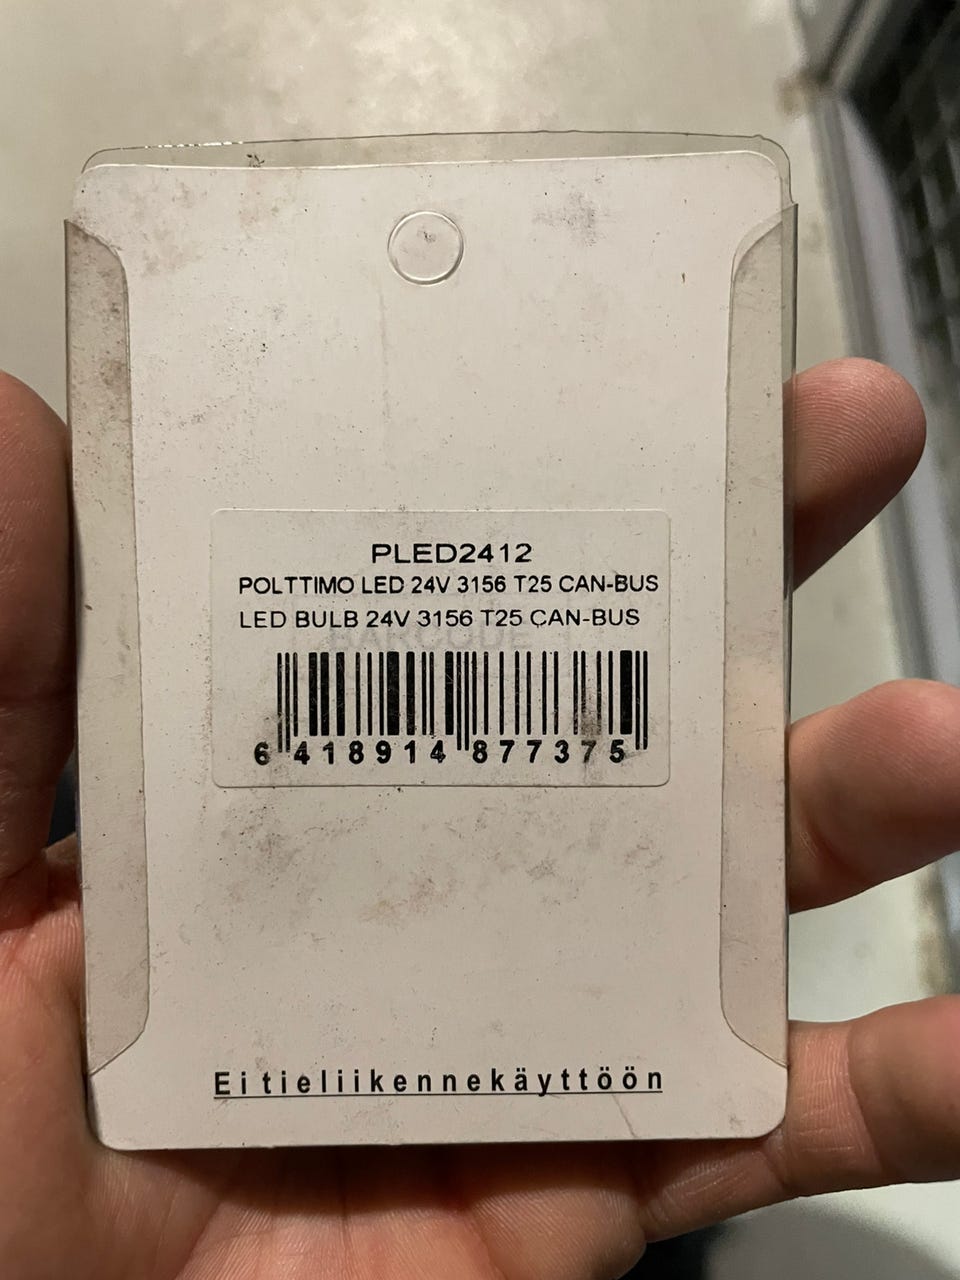 PLED2412
POLTTIMO LED 24V 3156 T25 CAN-BUS
LED BULB 24V 3156 T25 CAN-BUS
BARCODE
6 418914 877375
Ei tieliikennekäyttöön